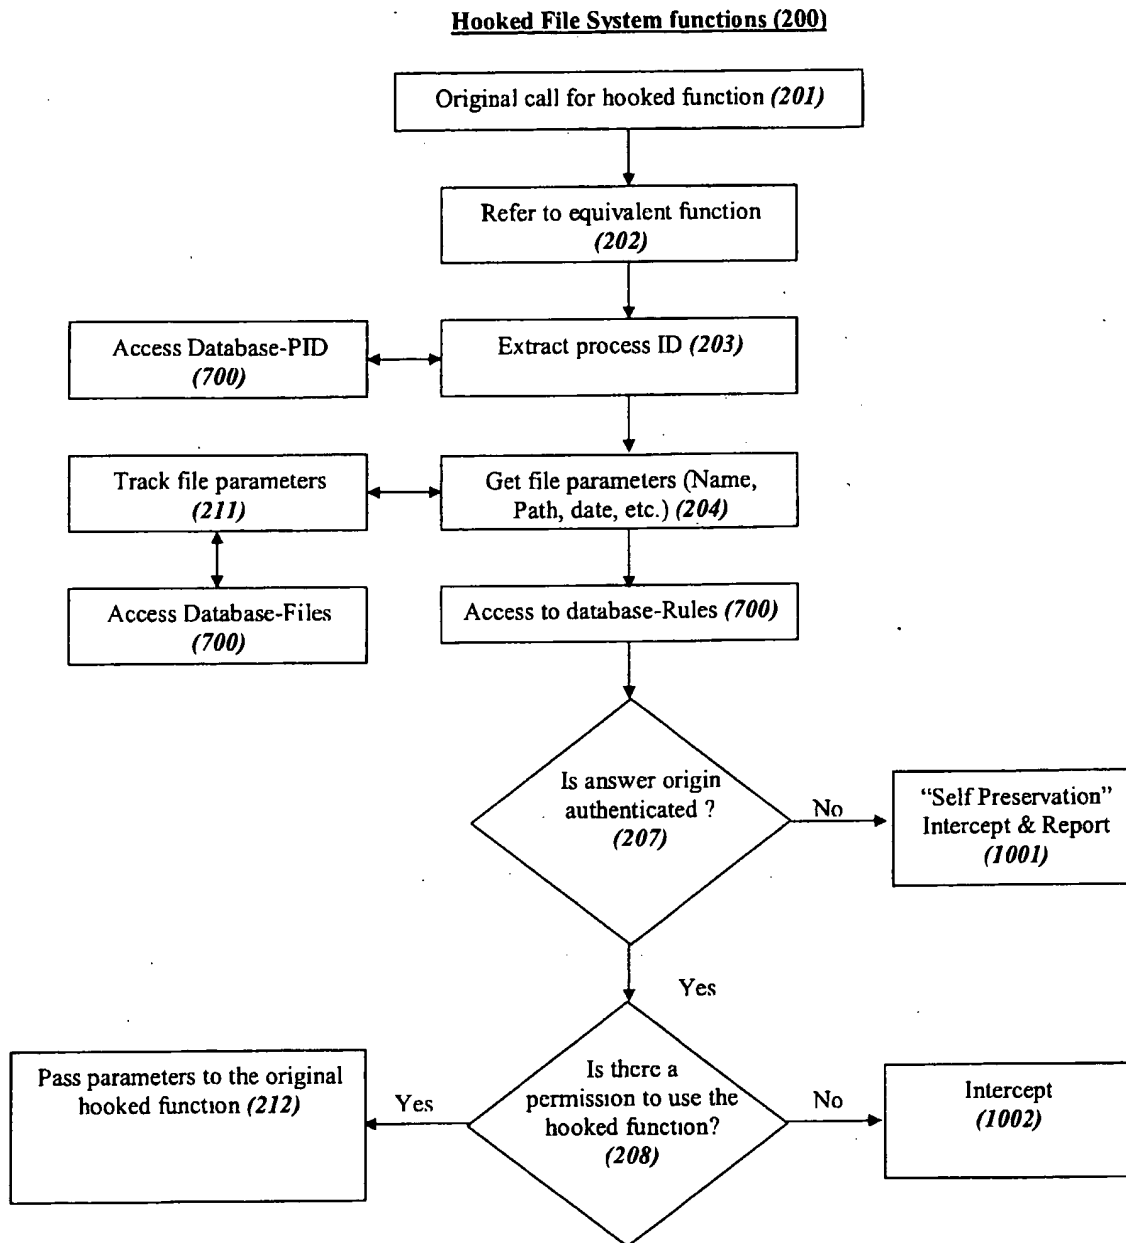 Hooked File System functions (200)
Original call for hooked function (201)
Refer to equivalent function
(202)
Access Database-PID
(700)
Extract process ID (203)
Track file parameters
(211)
Get file parameters (Name,
Path, date, etc.) (204)
Access Database-Files
(700)
Access to database-Rules (700)
Is answer origin
authenticated ?
(207)
No
“Self Preservation”
Intercept & Report
(1001)
Yes
Pass parameters to the original
hooked function (212)
Yes
Is there a
permission to use the
hooked function?
(208)
No
Intercept
(1002)